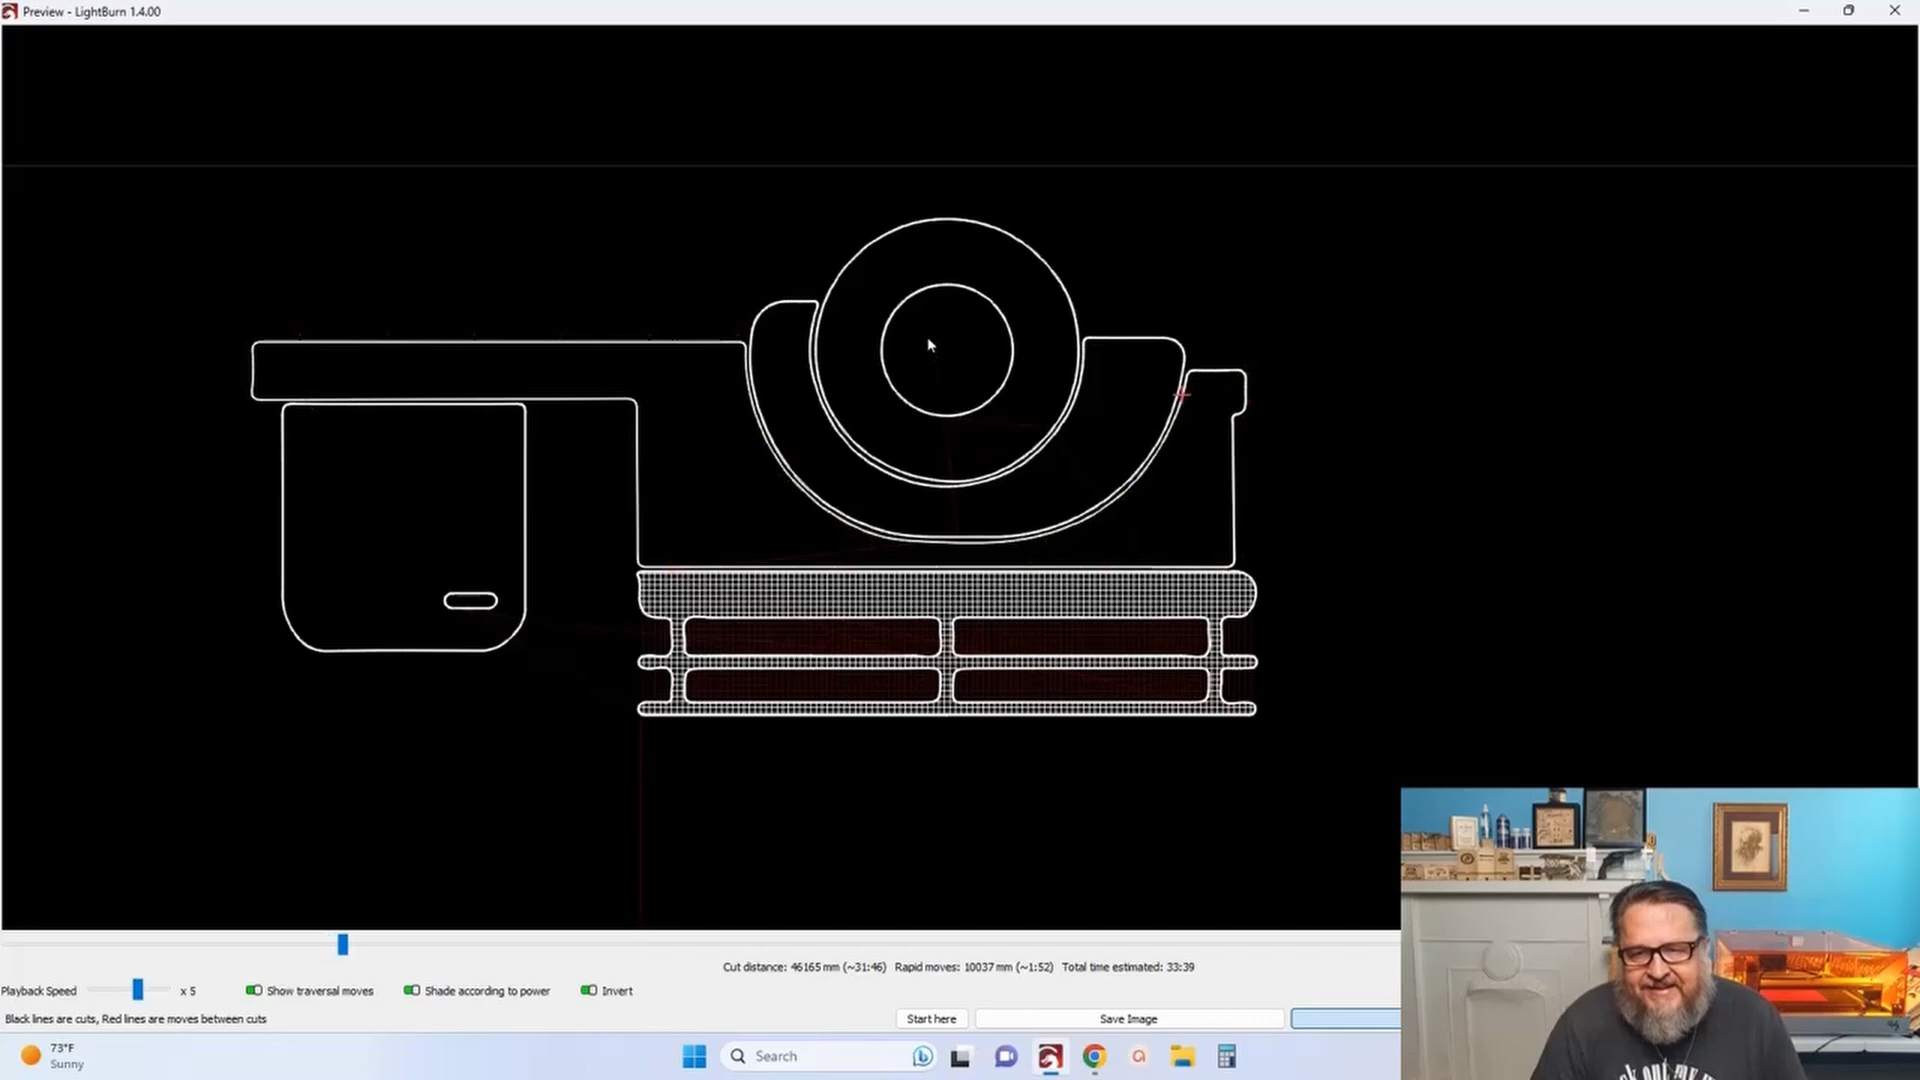 Preview - LightBurn 1.4.00
Cut distance: 46165 mm (~31:46) Rapid moves: 10037 mm (~1:52) Total time estimated: 33:39
Playback Speed x 5 Show traversal moves Shade according to power Invert
Black lines are cuts, Red lines are moves between cuts
Start here Save Image
73°F
Sunny
Search